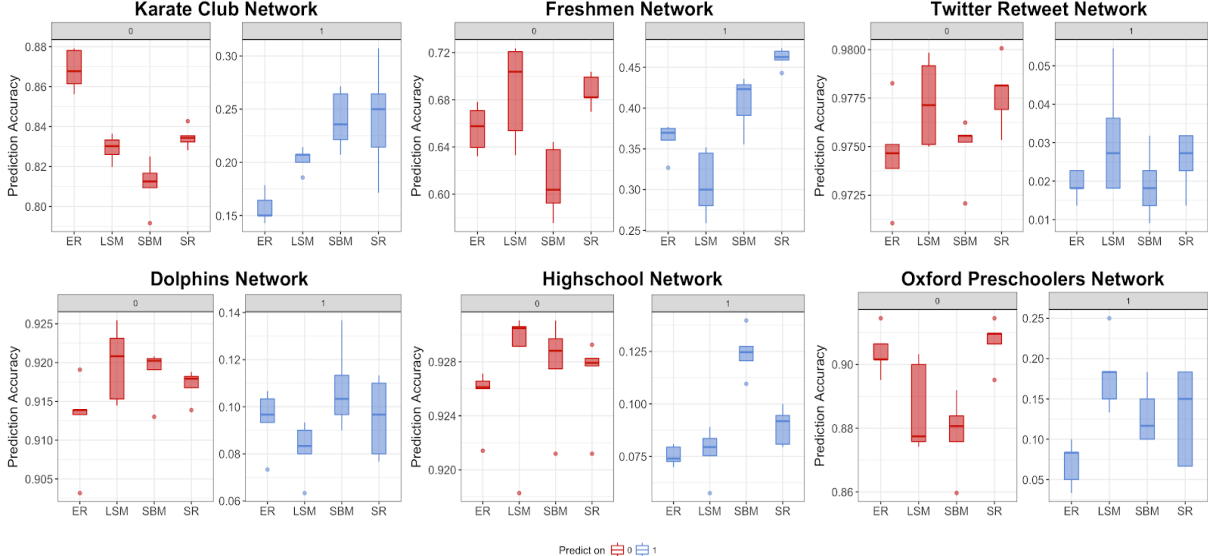 Karate Club Network
0
1
Prediction Accuracy
0.88
0.86
0.84
0.82
0.80
0.30
0.25
0.20
0.15
ER LSM SBM SR
ER LSM SBM SR
Freshmen Network
0
1
Prediction Accuracy
0.72
0.68
0.64
0.60
0.45
0.40
0.35
0.30
0.25
ER LSM SBM SR
ER LSM SBM SR
Twitter Retweet Network
0
1
Prediction Accuracy
0.9800
0.9775
0.9750
0.9725
0.05
0.04
0.03
0.02
0.01
ER LSM SBM SR
ER LSM SBM SR
Dolphins Network
0
1
Prediction Accuracy
0.925
0.920
0.915
0.910
0.905
0.14
0.12
0.10
0.08
0.06
ER LSM SBM SR
ER LSM SBM SR
Highschool Network
0
1
Prediction Accuracy
0.928
0.924
0.920
0.125
0.100
0.075
ER LSM SBM SR
ER LSM SBM SR
Oxford Preschoolers Network
0
1
Prediction Accuracy
0.90
0.88
0.86
0.25
0.20
0.15
0.10
0.05
ER LSM SBM SR
ER LSM SBM SR
Predict on 0 1